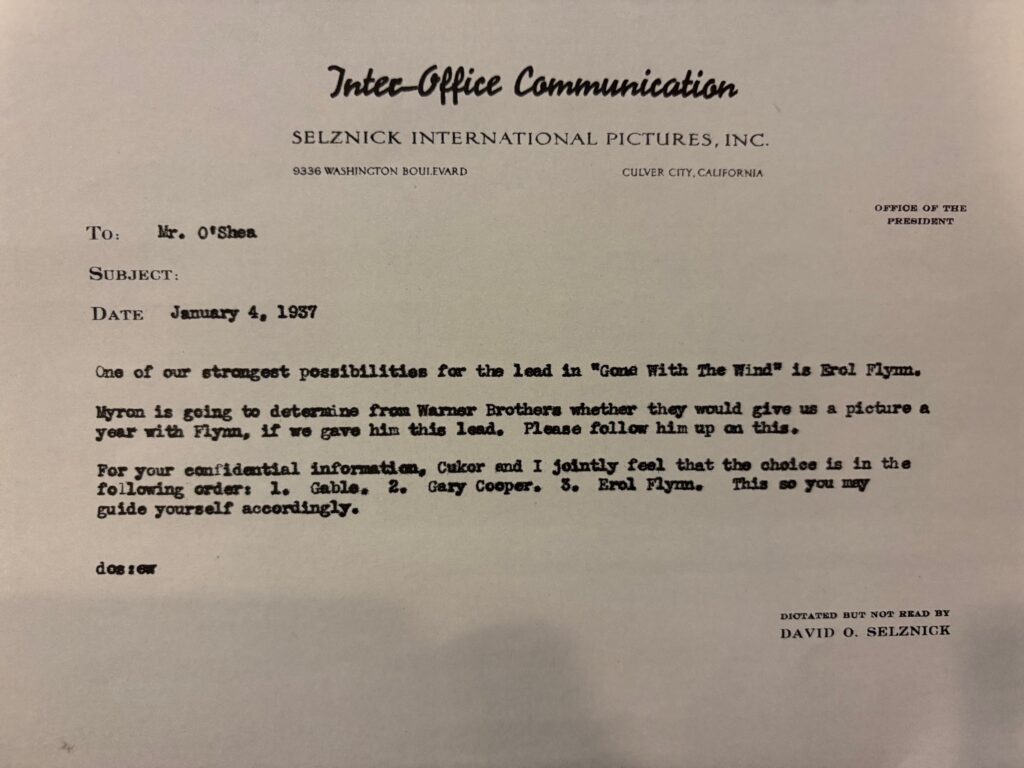 Inter-Office Communication
SELZNICK INTERNATIONAL PICTURES, INC.
9336 WASHINGTON BOULEVARD CULVER CITY, CALIFORNIA
OFFICE OF THE
PRESIDENT
TO: Mr. O'Shea
SUBJECT:
DATE January 4, 1937
One of our strongest possibilities for the lead in "Gone With The Wind" is Erol Flynn.
Myron is going to determine from Warner Brothers whether they would give us a picture a
year with Flynn, if we gave him this lead. Please follow him up on this.
For your confidential information, Cukor and I jointly feel that the choice is in the
following order: 1. Gable. 2. Gary Cooper. 3. Erol Flynn. This so you may
guide yourself accordingly.
dos:ew
DICTATED BUT NOT READ BY
DAVID O. SELZNICK